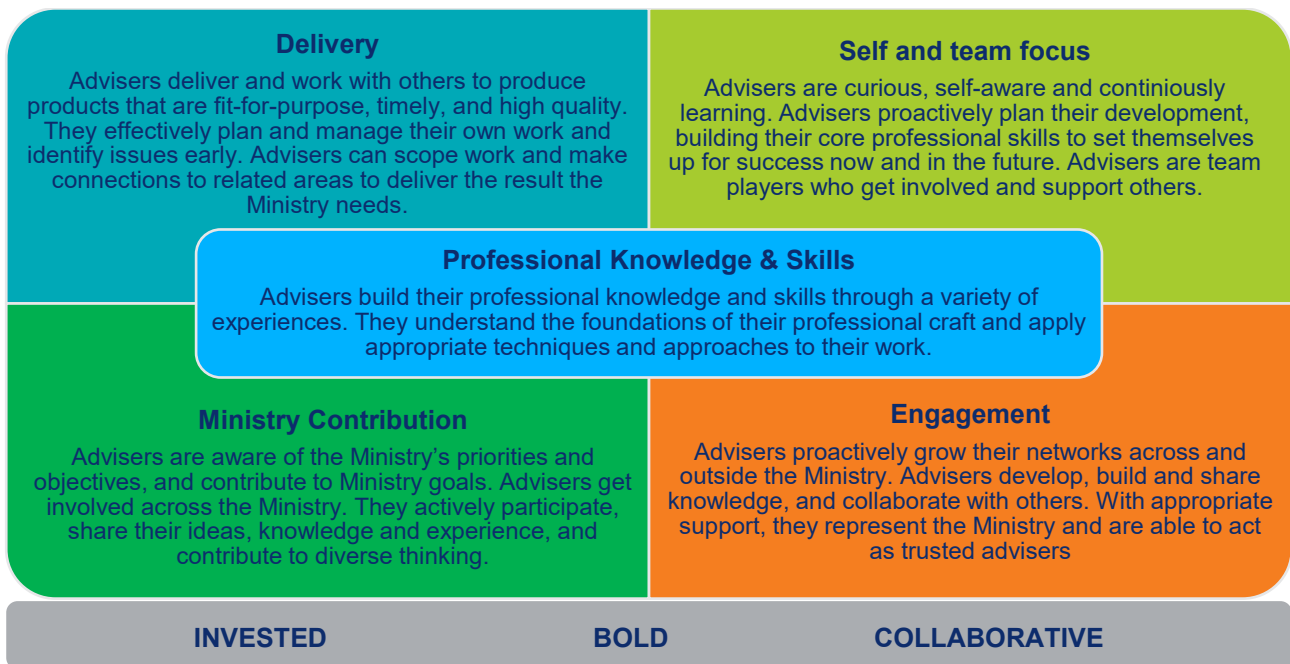 Delivery
Advisers deliver and work with others to produce
products that are fit-for-purpose, timely, and high quality.
They effectively plan and manage their own work and
identify issues early. Advisers can scope work and make
connections to related areas to deliver the result the
Ministry needs.
Self and team focus
Advisers are curious, self-aware and continiously
learning. Advisers proactively plan their development,
building their core professional skills to set themselves
up for success now and in the future. Advisers are team
players who get involved and support others.
Professional Knowledge & Skills
Advisers build their professional knowledge and skills through a variety of
experiences. They understand the foundations of their professional craft and apply
appropriate techniques and approaches to their work.
Ministry Contribution
Advisers are aware of the Ministry's priorities and
objectives, and contribute to Ministry goals. Advisers get
involved across the Ministry. They actively participate,
share their ideas, knowledge and experience, and
contribute to diverse thinking.
Engagement
Advisers proactively grow their networks across and
outside the Ministry. Advisers develop, build and share
knowledge, and collaborate with others. With appropriate
support, they represent the Ministry and are able to act
as trusted advisers
INVESTED BOLD COLLABORATIVE